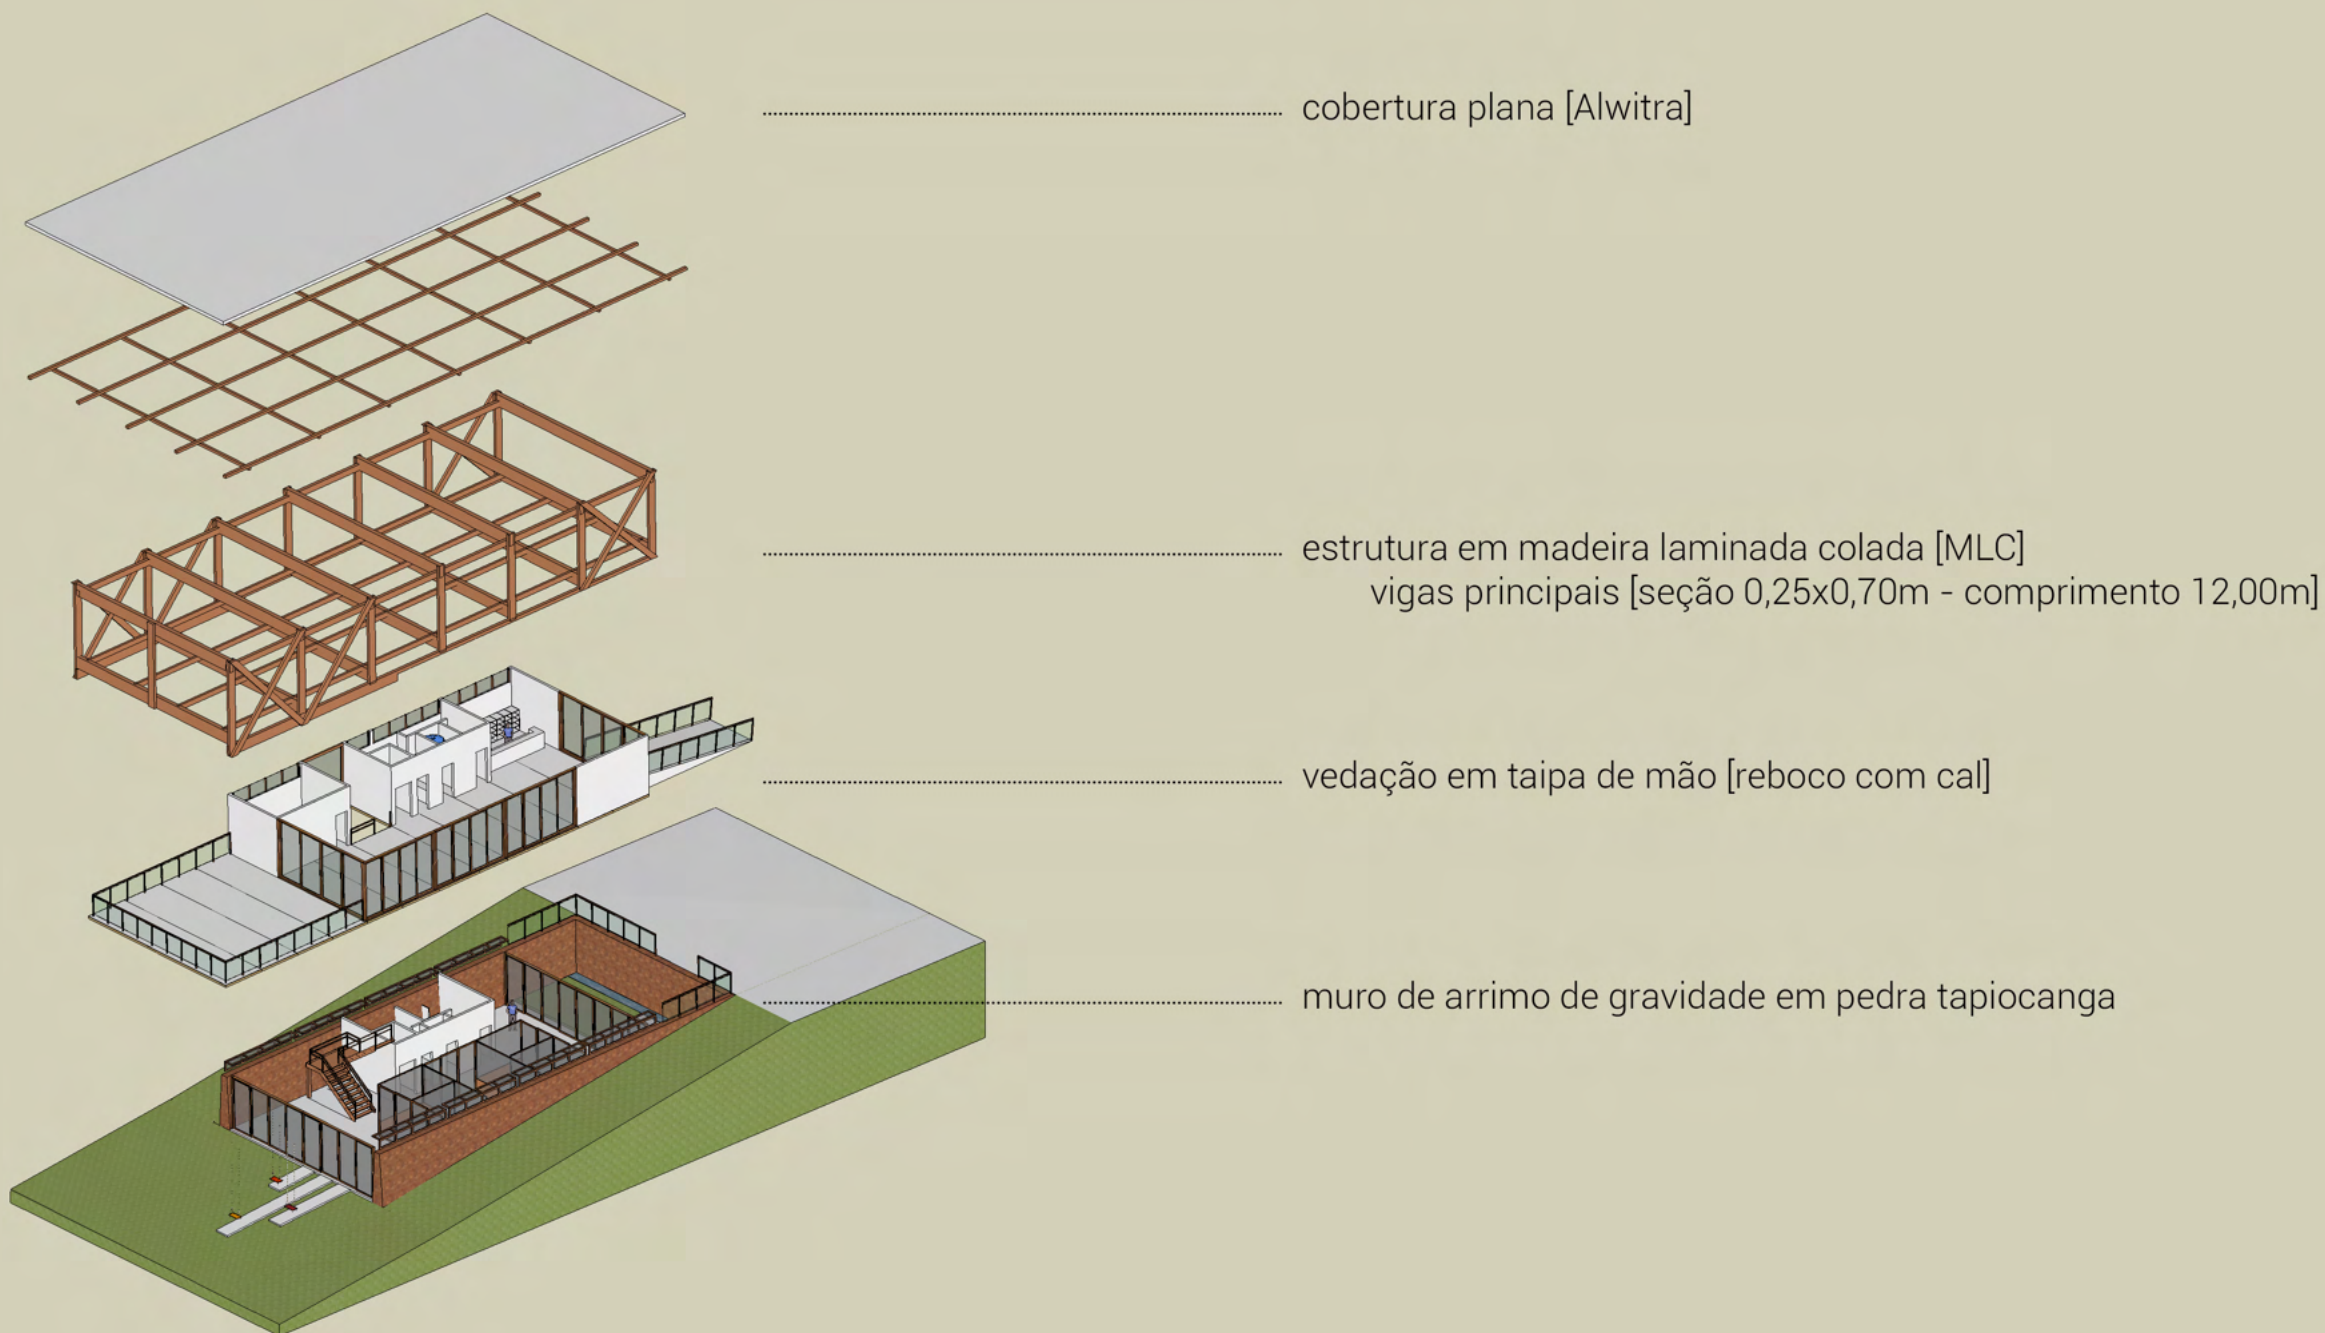 cobertura plana [Alwitra]
estrutura em madeira laminada colada [MLC]
vigas principais [seção 0,25x0,70m - comprimento 12,00m]
vedação em taipa de mão [reboco com cal]
muro de arrimo de gravidade em pedra tapiocanga